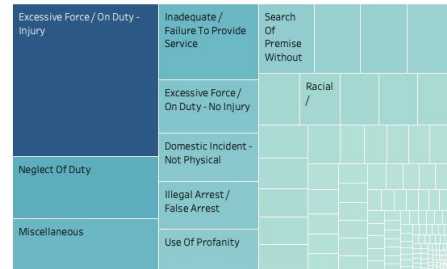 Excessive Force / On Duty -
Injury
Neglect Of Duty
Miscellaneous
Inadequate /
Failure To Provide
Service
Excessive Force /
On Duty - No Injury
Domestic Incident -
Not Physical
Illegal Arrest /
False Arrest
Use Of Profanity
Search
Of
Premise
Without
Racial
/